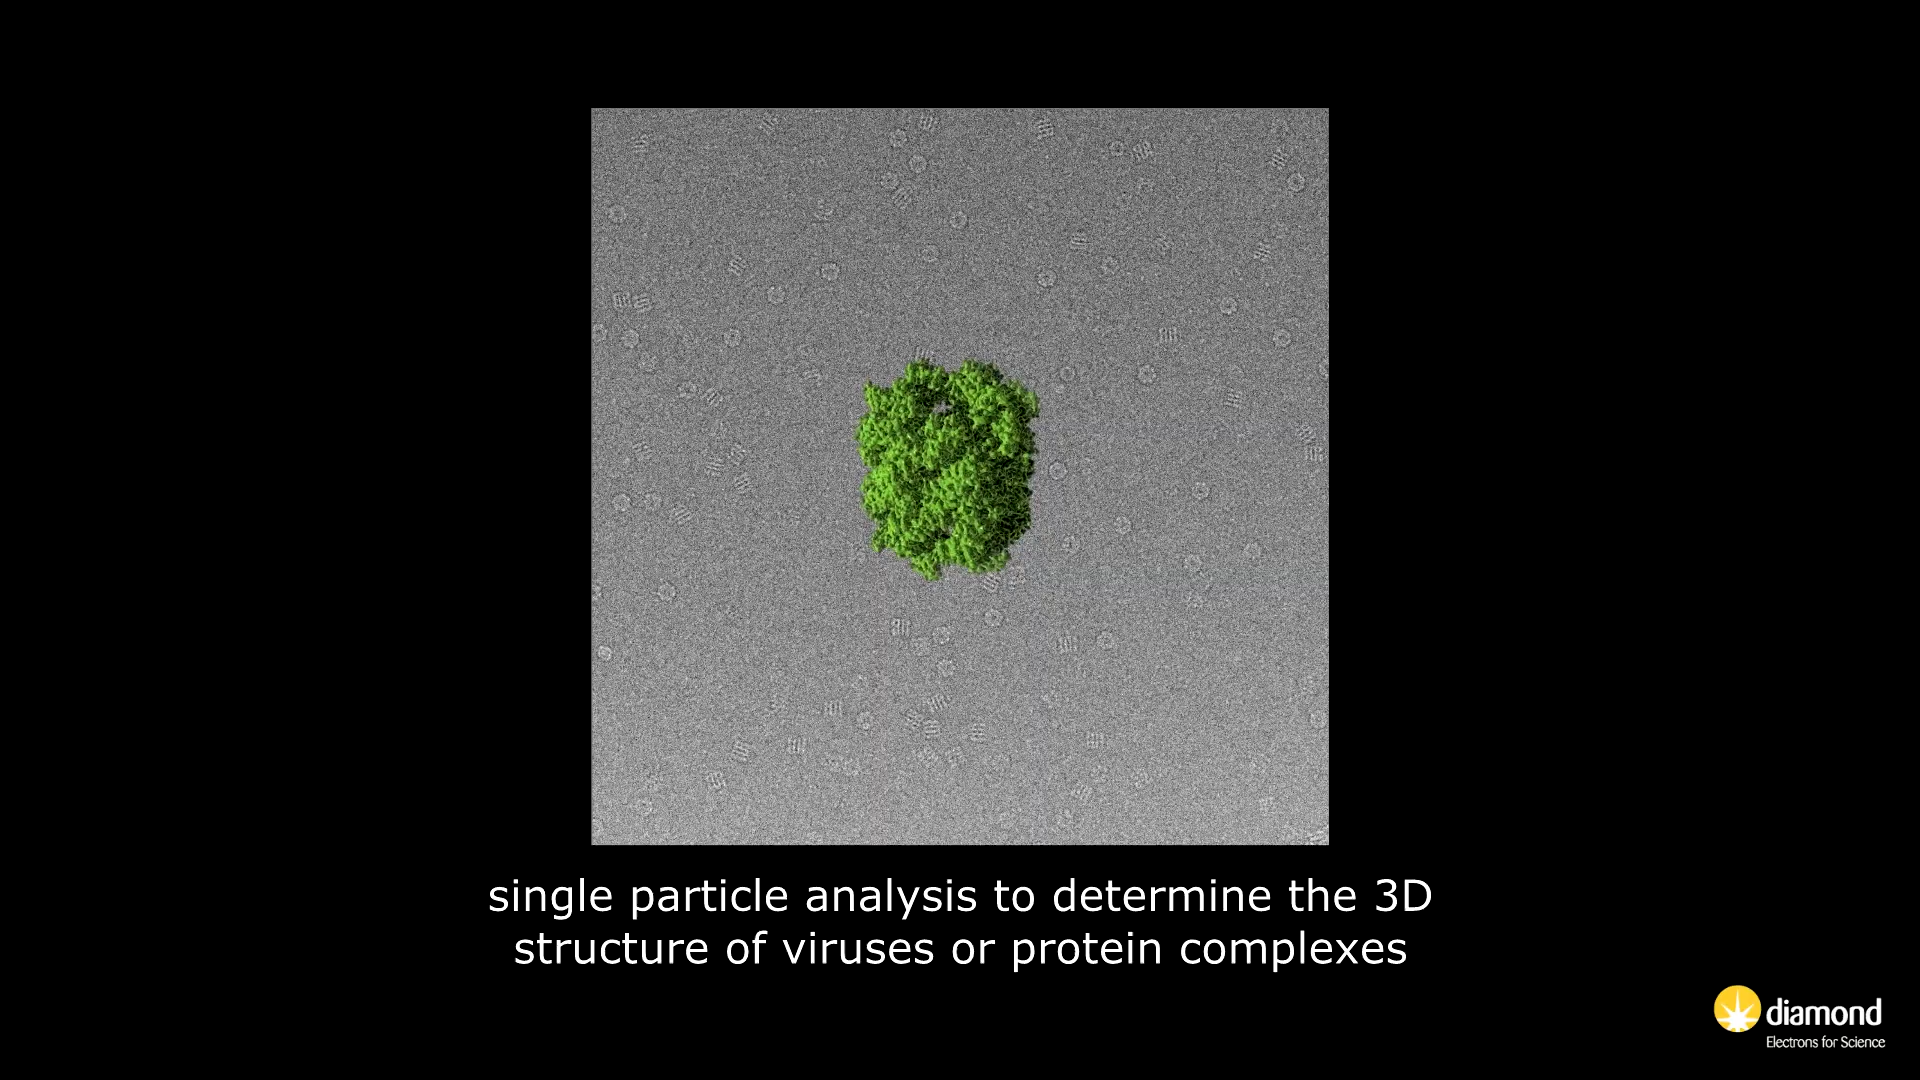 single particle analysis to determine the 3D
structure of viruses or protein complexes
diamond
Electrons for Science